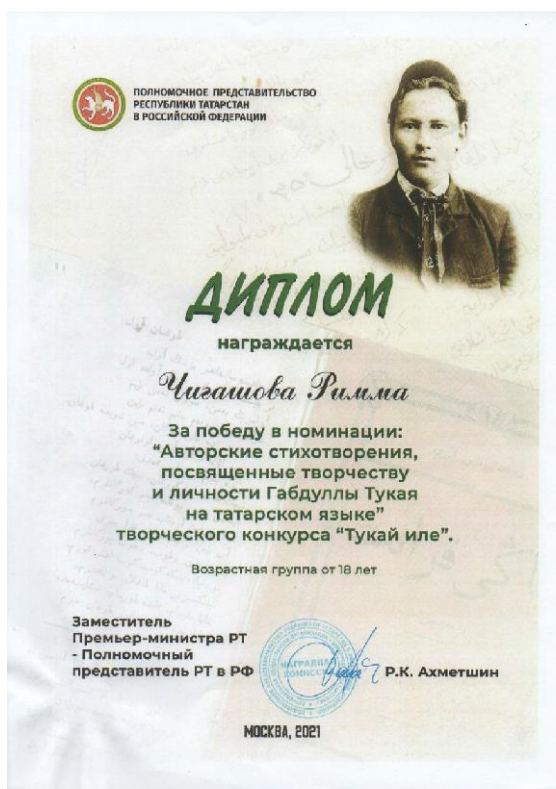 ПОЛНОМОЧНОЕ ПРЕДСТАВИТЕЛЬСТВО
РЕСПУБЛИКИ ТАТАРСТАН
В РОССИЙСКОЙ ФЕДЕРАЦИИ
ДИПЛОМ
награждается
Чигашова Римма
За победу в номинации:
“Авторские стихотворения,
посвященные творчеству
и личности Габдуллы Тукая
на татарском языке”
творческого конкурса “Тукай иле”.
Возрастная группа от 18 лет
Заместитель
Премьер-министра РТ
- Полномочный
представитель РТ в РФ
НАГРАДНАЯ
КОМИССИЯ
Р.К. Ахметшин
МОСКВА, 2021